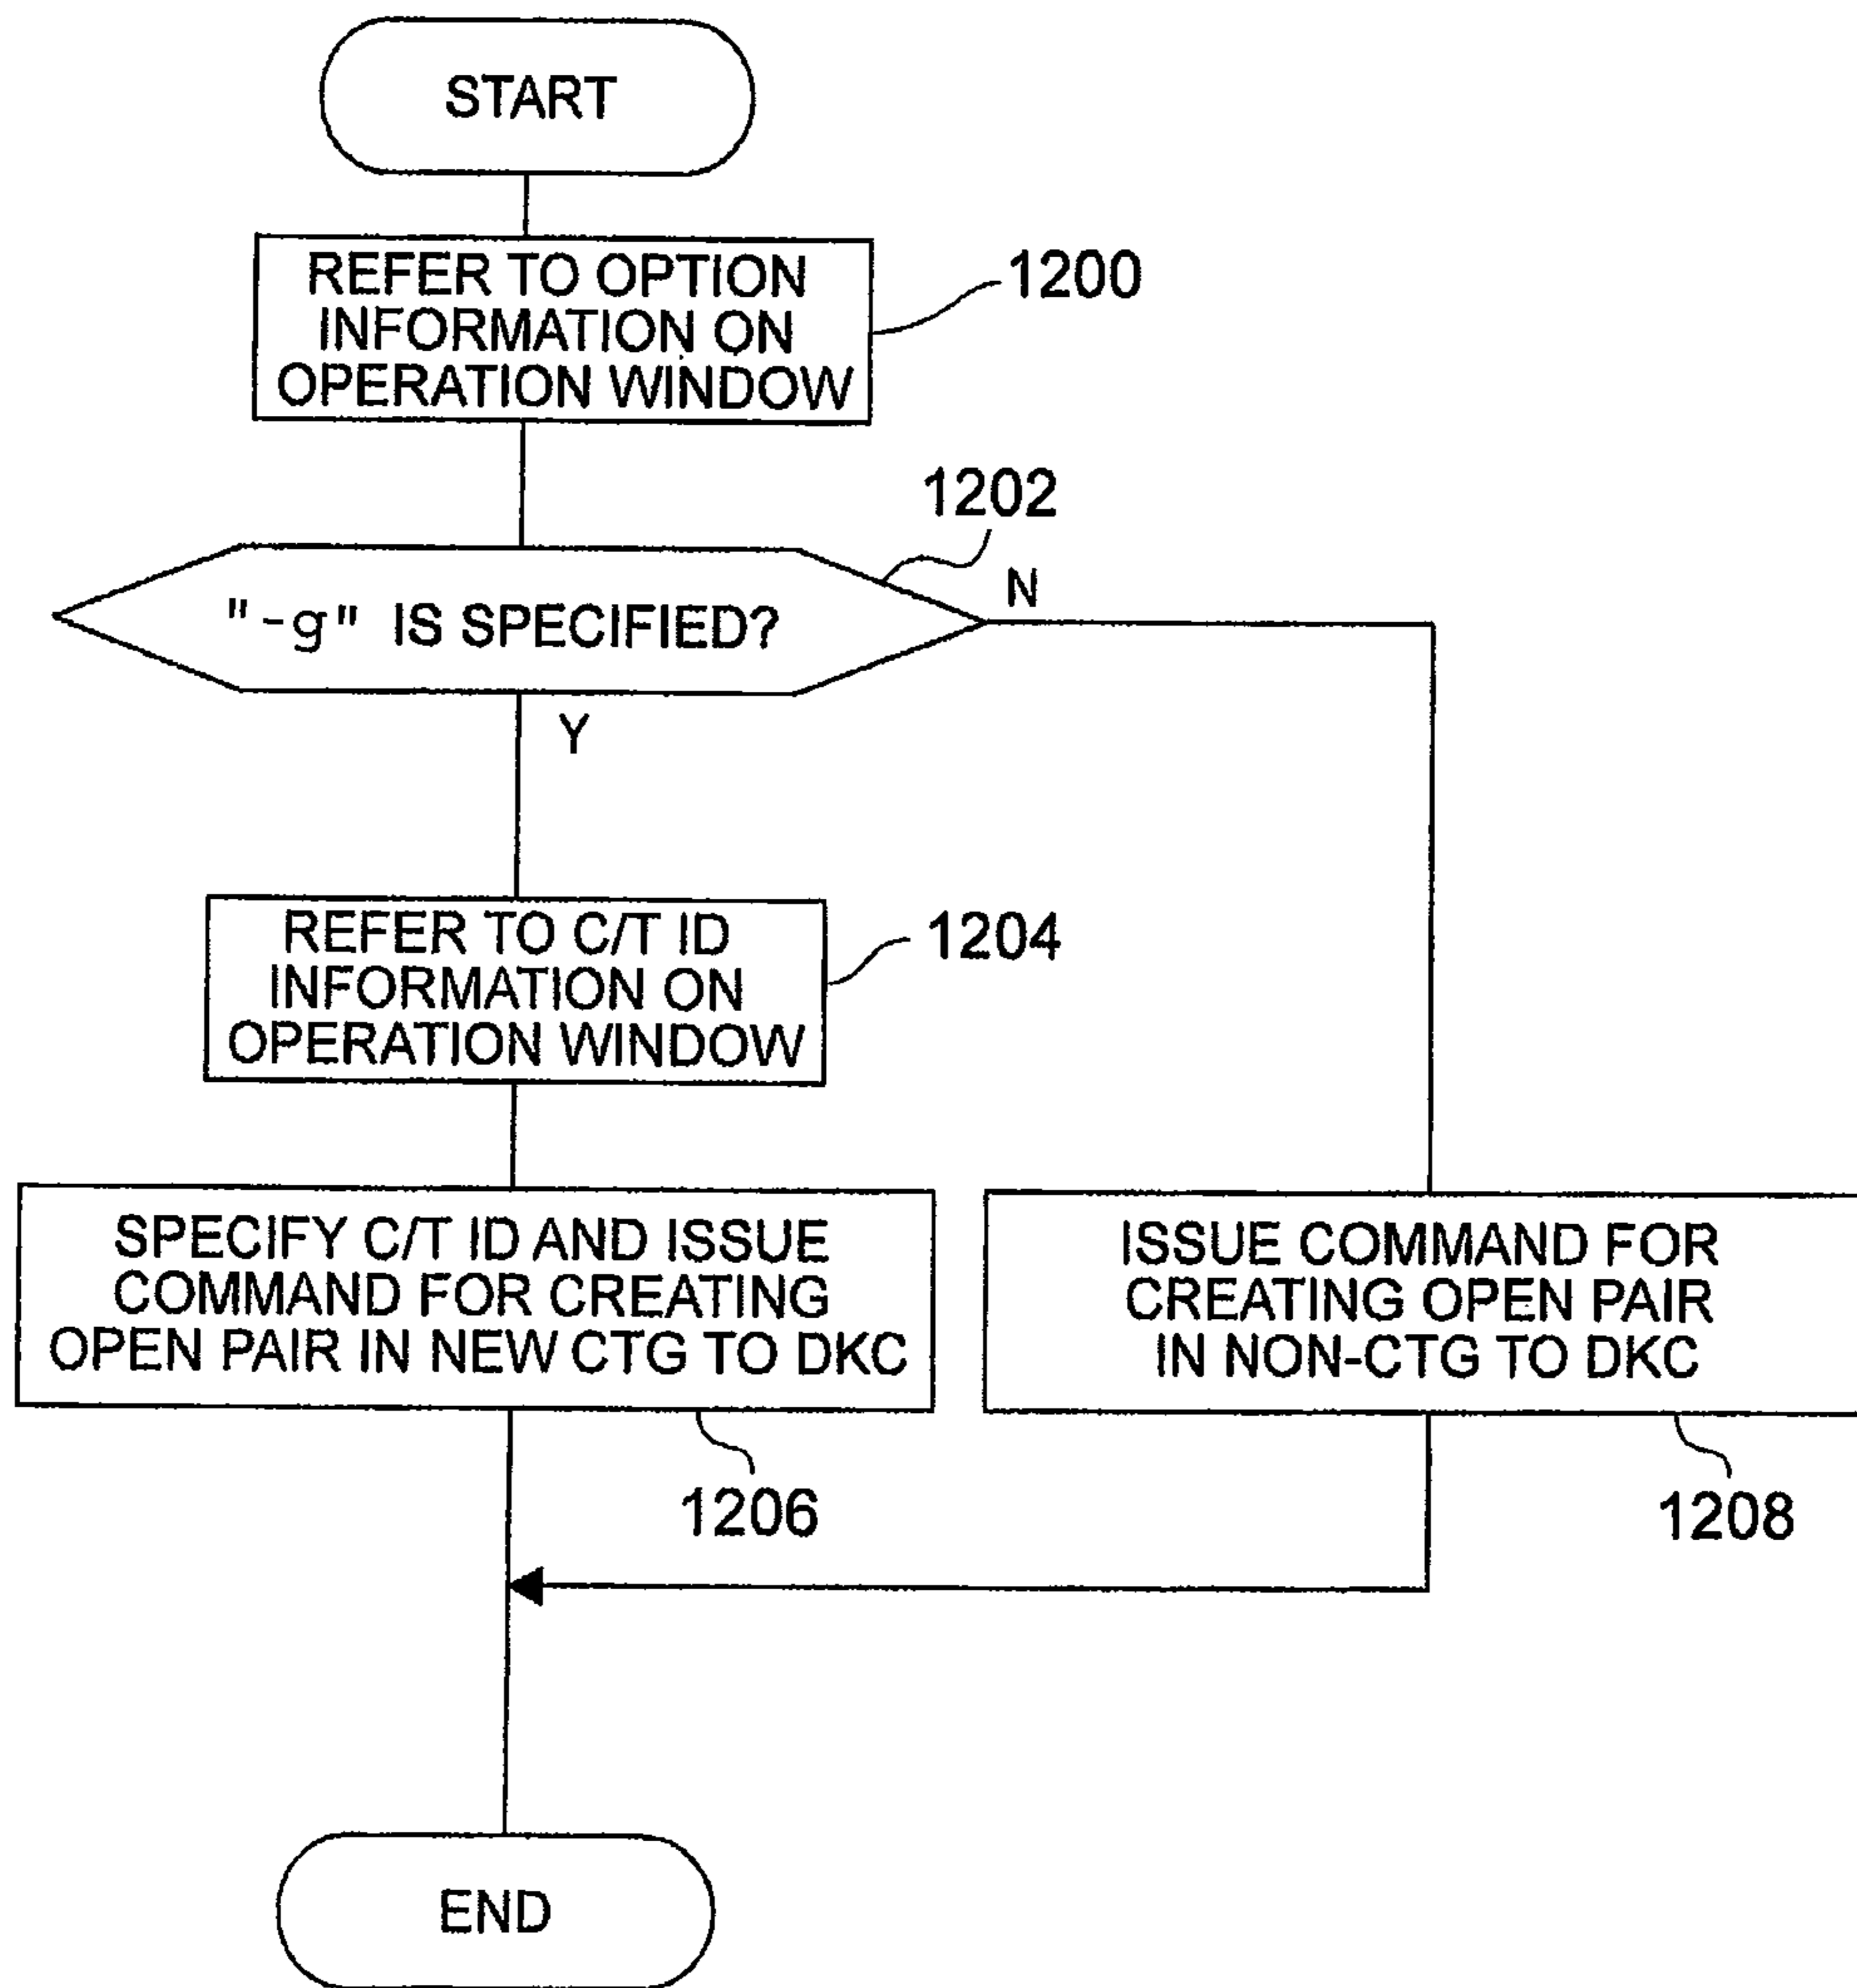 START
REFER TO OPTION
INFORMATION ON
OPERATION WINDOW
1200
1202
"-g" IS SPECIFIED?
N
Y
REFER TO C/T ID
INFORMATION ON
OPERATION WINDOW
1204
SPECIFY C/T ID AND ISSUE
COMMAND FOR CREATING
OPEN PAIR IN NEW CTG TO DKC
1206
ISSUE COMMAND FOR
CREATING OPEN PAIR
IN NON-CTG TO DKC
1208
END